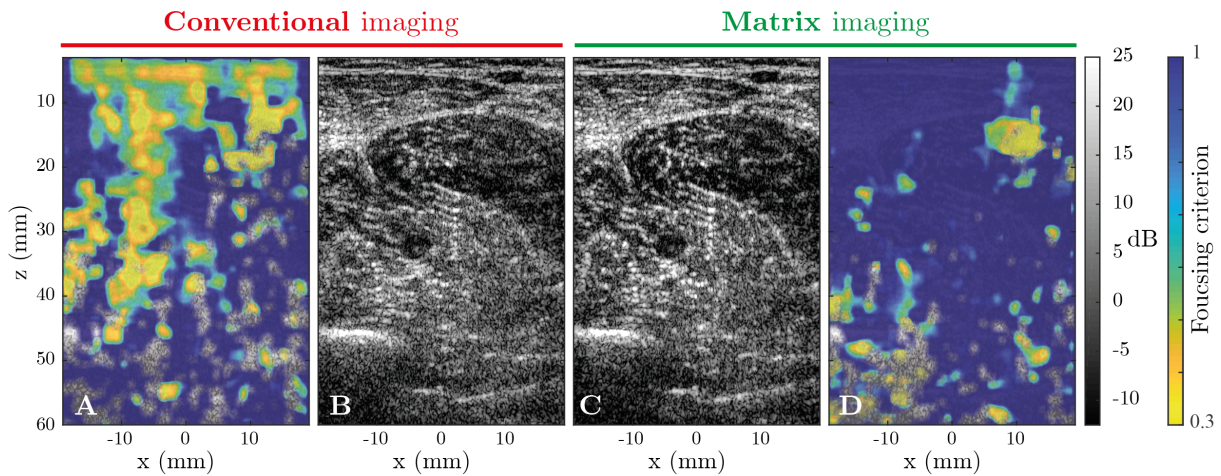 Conventional imaging
Matrix imaging
z (mm)
10
20
30
40
50
60
A
-10
0
10
x (mm)
B
-10
0
10
x (mm)
C
-10
0
10
x (mm)
D
-10
0
10
x (mm)
25
20
15
10
5
0
-5
-10
dB
1
0.3
Foucsing criterion